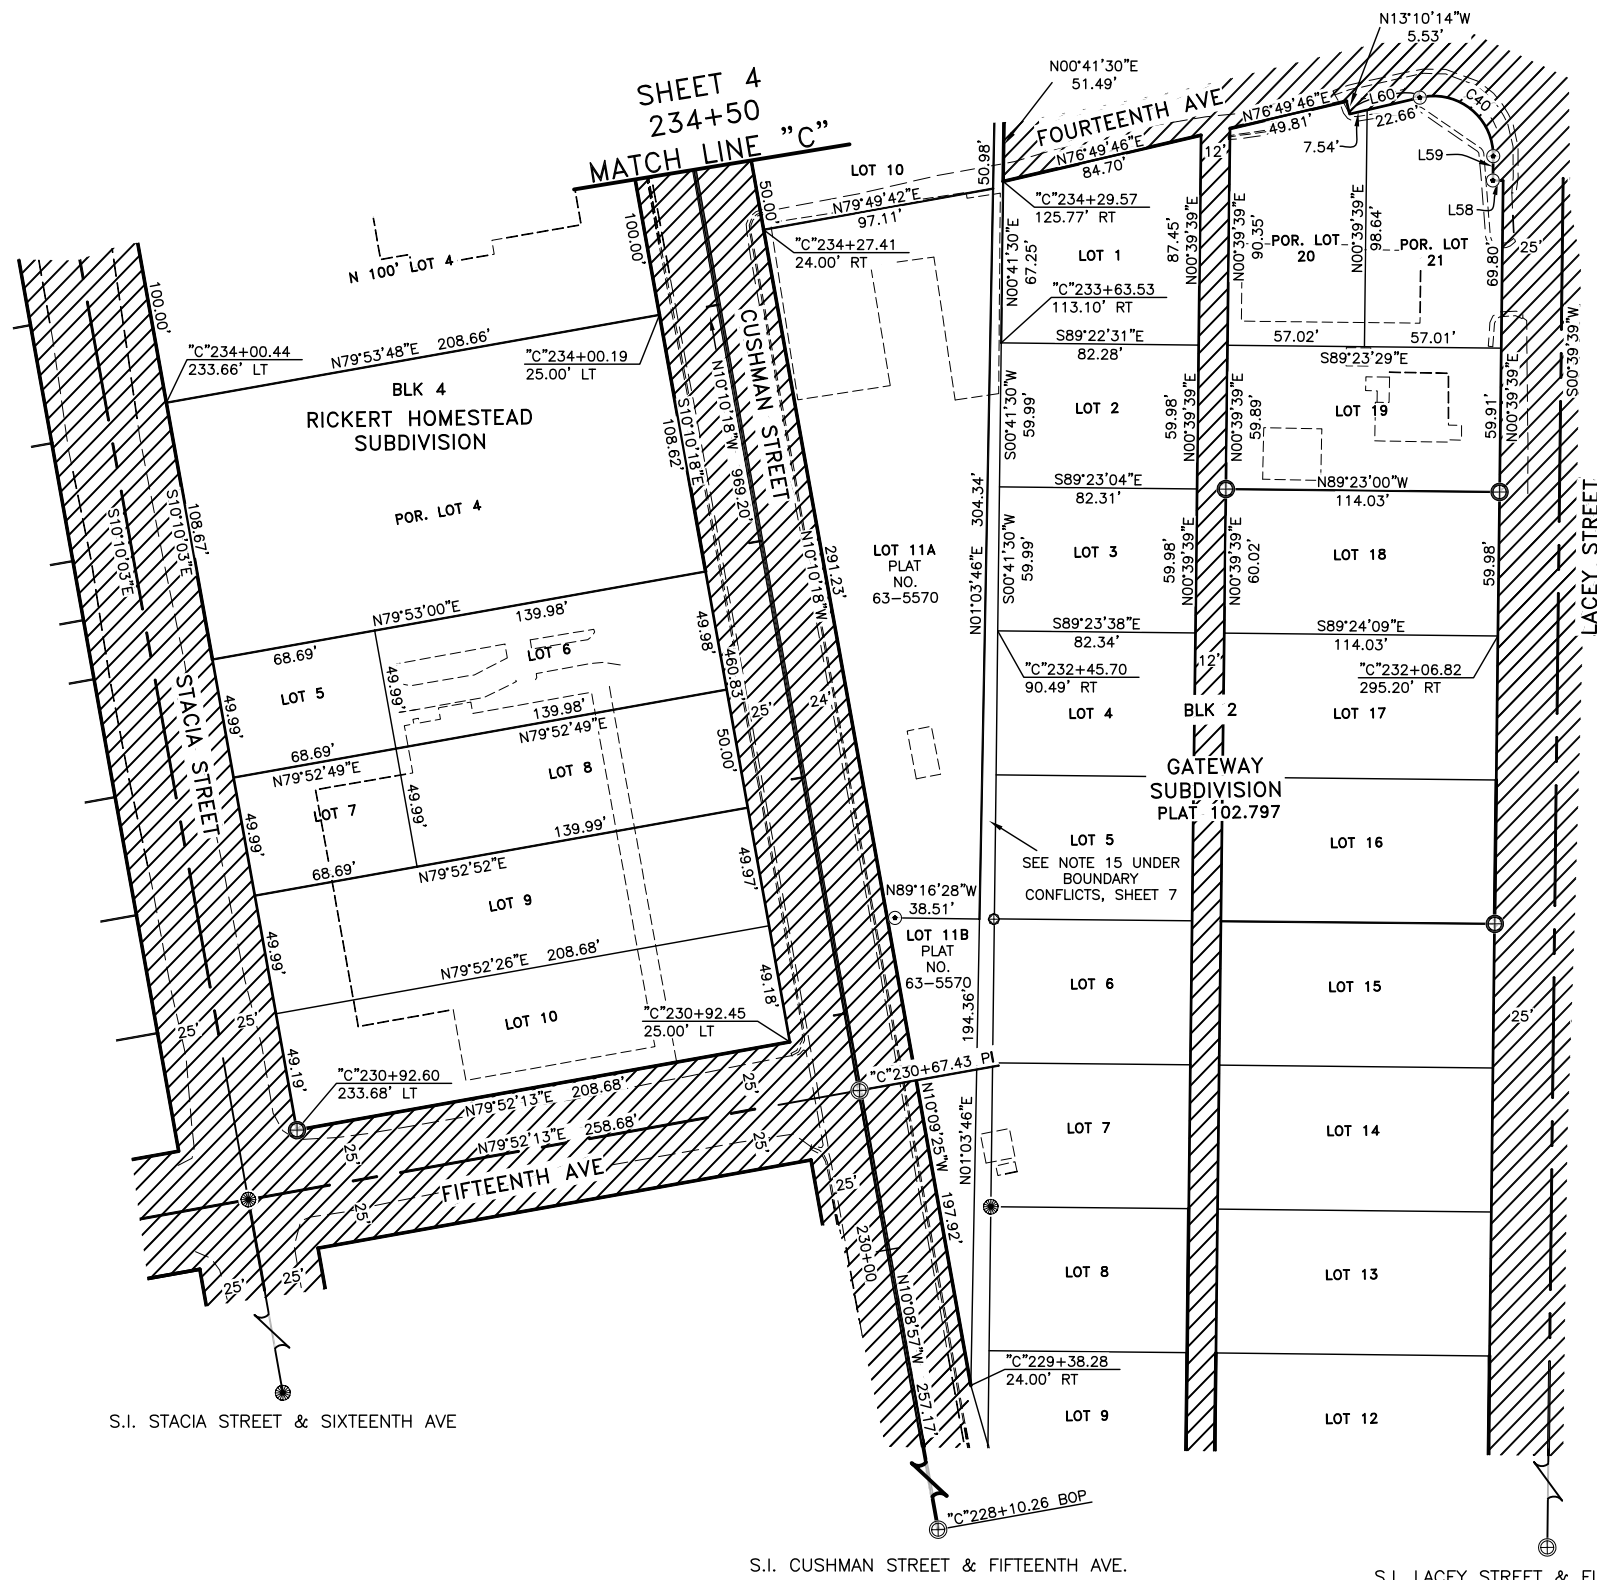 SHEET 4
234+50
MATCH LINE "C"
N13°10'14"W
5.53'
N00°41'30"E
51.49'
FOURTEENTH AVE
N76°49'46"E
84.70'
12'
N76°49'46"E
49.81'
L60
22.66'
7.54'
C40
L59
L58
25'
LOT 10
N79°49'42"E
97.11'
50.00'
50.98'
"C"234+27.41
24.00' RT
"C"234+29.57
125.77' RT
LOT 1
N00°41'30"E
67.25'
87.45'
N00°39'39"E
"C"233+63.53
113.10' RT
N00°39'39"E
90.35'
POR. LOT
20
N00°39'39"E
98.64'
POR. LOT
21
69.80'
S89°22'31"E
82.28'
57.02'
57.01'
S89°23'29"E
LOT 2
S00°41'30"W
59.99'
59.98'
N00°39'39"E
N00°39'39"E
59.89'
LOT 19
59.91'
N00°39'39"E
S00°39'39"W
LACEY STREET
S89°23'04"E
82.31'
N89°23'00"W
114.03'
LOT 3
S00°41'30"W
59.99'
59.98'
N00°39'39"E
N00°39'39"E
60.02'
LOT 18
59.98'
S89°23'38"E
82.34'
12'
S89°24'09"E
114.03'
"C"232+45.70
90.49' RT
"C"232+06.82
295.20' RT
LOT 4
BLK 2
LOT 17
GATEWAY
SUBDIVISION
PLAT 102.797
LOT 5
LOT 16
SEE NOTE 15 UNDER
BOUNDARY
CONFLICTS, SHEET 7
LOT 6
LOT 15
25'
LOT 7
LOT 14
LOT 8
LOT 13
LOT 9
LOT 12
N 100' LOT 4
100.00'
100.00'
"C"234+00.44
233.66' LT
N79°53'48"E 208.66'
"C"234+00.19
25.00' LT
BLK 4
RICKERT HOMESTEAD
SUBDIVISION
POR. LOT 4
S10°10'03"E
108.67'
S10°10'03"E
108.62'
S10°10'18"E
N10°10'18"W 969.20'
CUSHMAN STREET
N10°10'18"W
291.23'
LOT 11A
PLAT
NO.
63-5570
N01°03'46"E 304.34'
N79°53'00"E
139.98'
68.69'
LOT 5
LOT 6
49.99'
49.98'
460.83'
25'
24'
STACIA STREET
49.99'
68.69'
N79°52'49"E
139.98'
N79°52'49"E
LOT 7
LOT 8
49.99'
50.00'
49.99'
68.69'
N79°52'52"E
139.99'
LOT 9
49.97'
49.99'
N79°52'26"E 208.68'
LOT 10
49.18'
"C"230+92.45
25.00' LT
N89°16'28"W
38.51'
LOT 11B
PLAT
NO.
63-5570
194.36'
25'
25'
49.19'
"C"230+92.60
233.68' LT
N79°52'13"E 208.68'
25'
"C"230+67.43 PI
N79°52'13"E 258.68'
25'
25'
FIFTEENTH AVE
25'
25'
N10°09'25"W
197.92'
N01°03'46"E
230+00
25'
25'
N10°08'57"W
257.17'
"C"229+38.28
24.00' RT
S.I. STACIA STREET & SIXTEENTH AVE
"C"228+10.26 BOP
S.I. CUSHMAN STREET & FIFTEENTH AVE.
S.I. LACEY STREET &